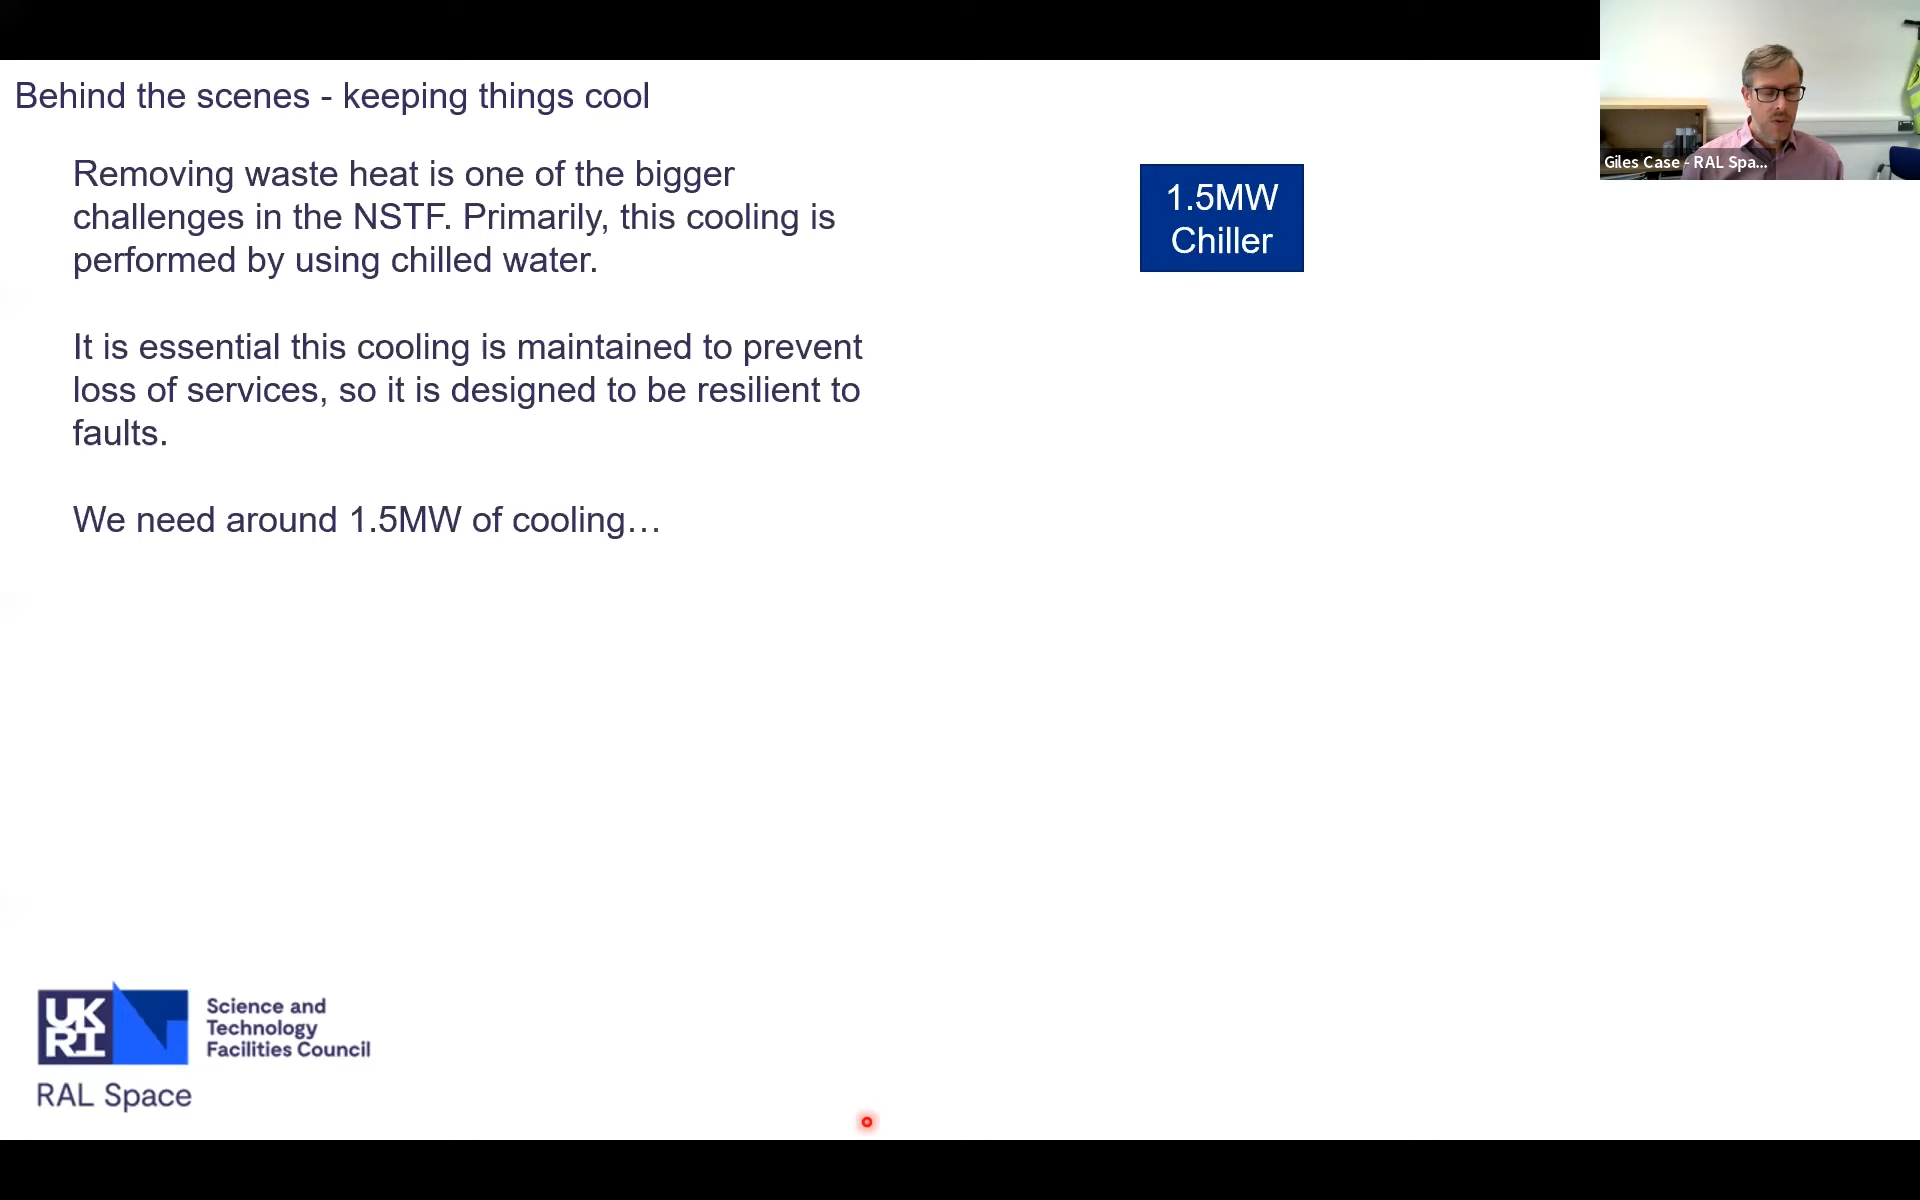 Behind the scenes - keeping things cool
Removing waste heat is one of the bigger
challenges in the NSTF. Primarily, this cooling is
performed by using chilled water.
It is essential this cooling is maintained to prevent
loss of services, so it is designed to be resilient to
faults.
We need around 1.5MW of cooling…
1.5MW
Chiller
Giles Case - RAL Spa...
UK
RI
Science and
Technology
Facilities Council
RAL Space